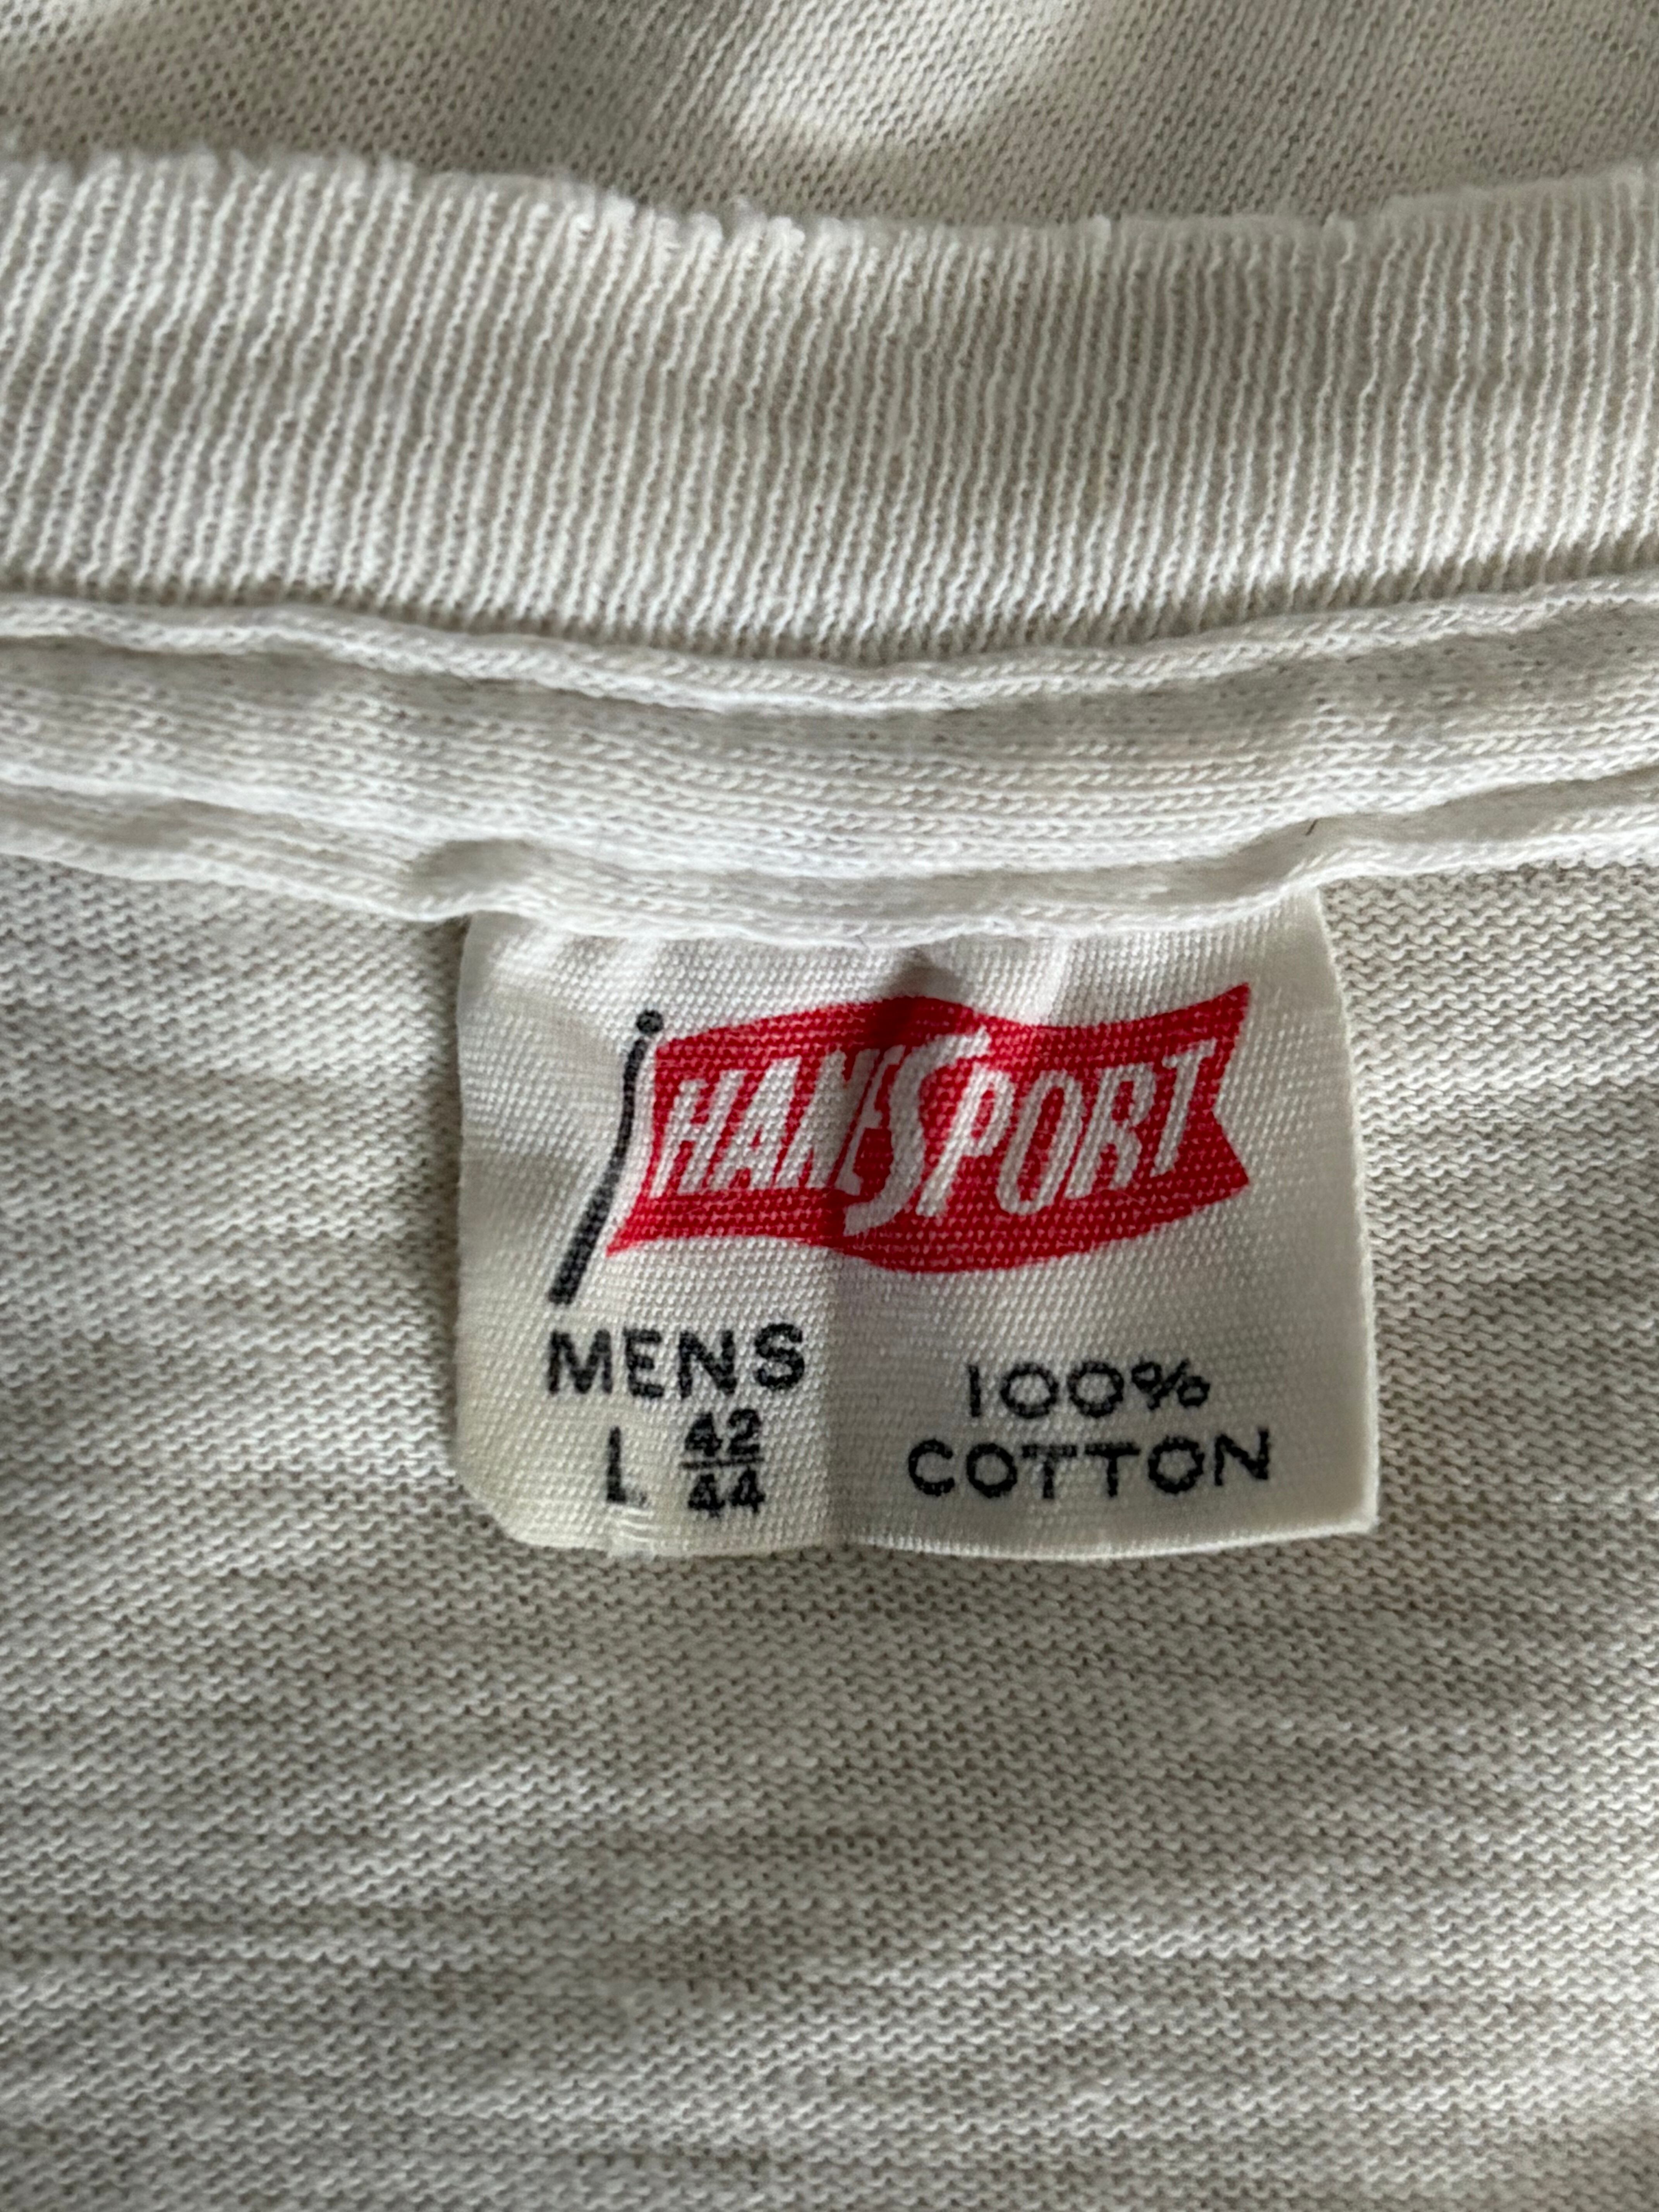 HANESPORT
MENS
L 42/44
100%
COTTON